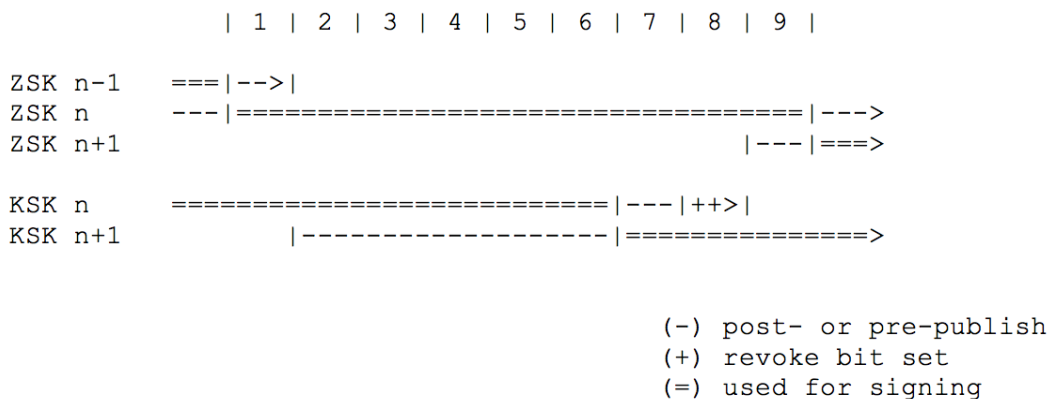 | 1 | 2 | 3 | 4 | 5 | 6 | 7 | 8 | 9 |
ZSK n-1 ===|-->|
ZSK n ---|===================================|--->
ZSK n+1 |---|===>
KSK n ===========================|---|++>|
KSK n+1 |-------------------|===============>
(-) post- or pre-publish
(+) revoke bit set
(=) used for signing